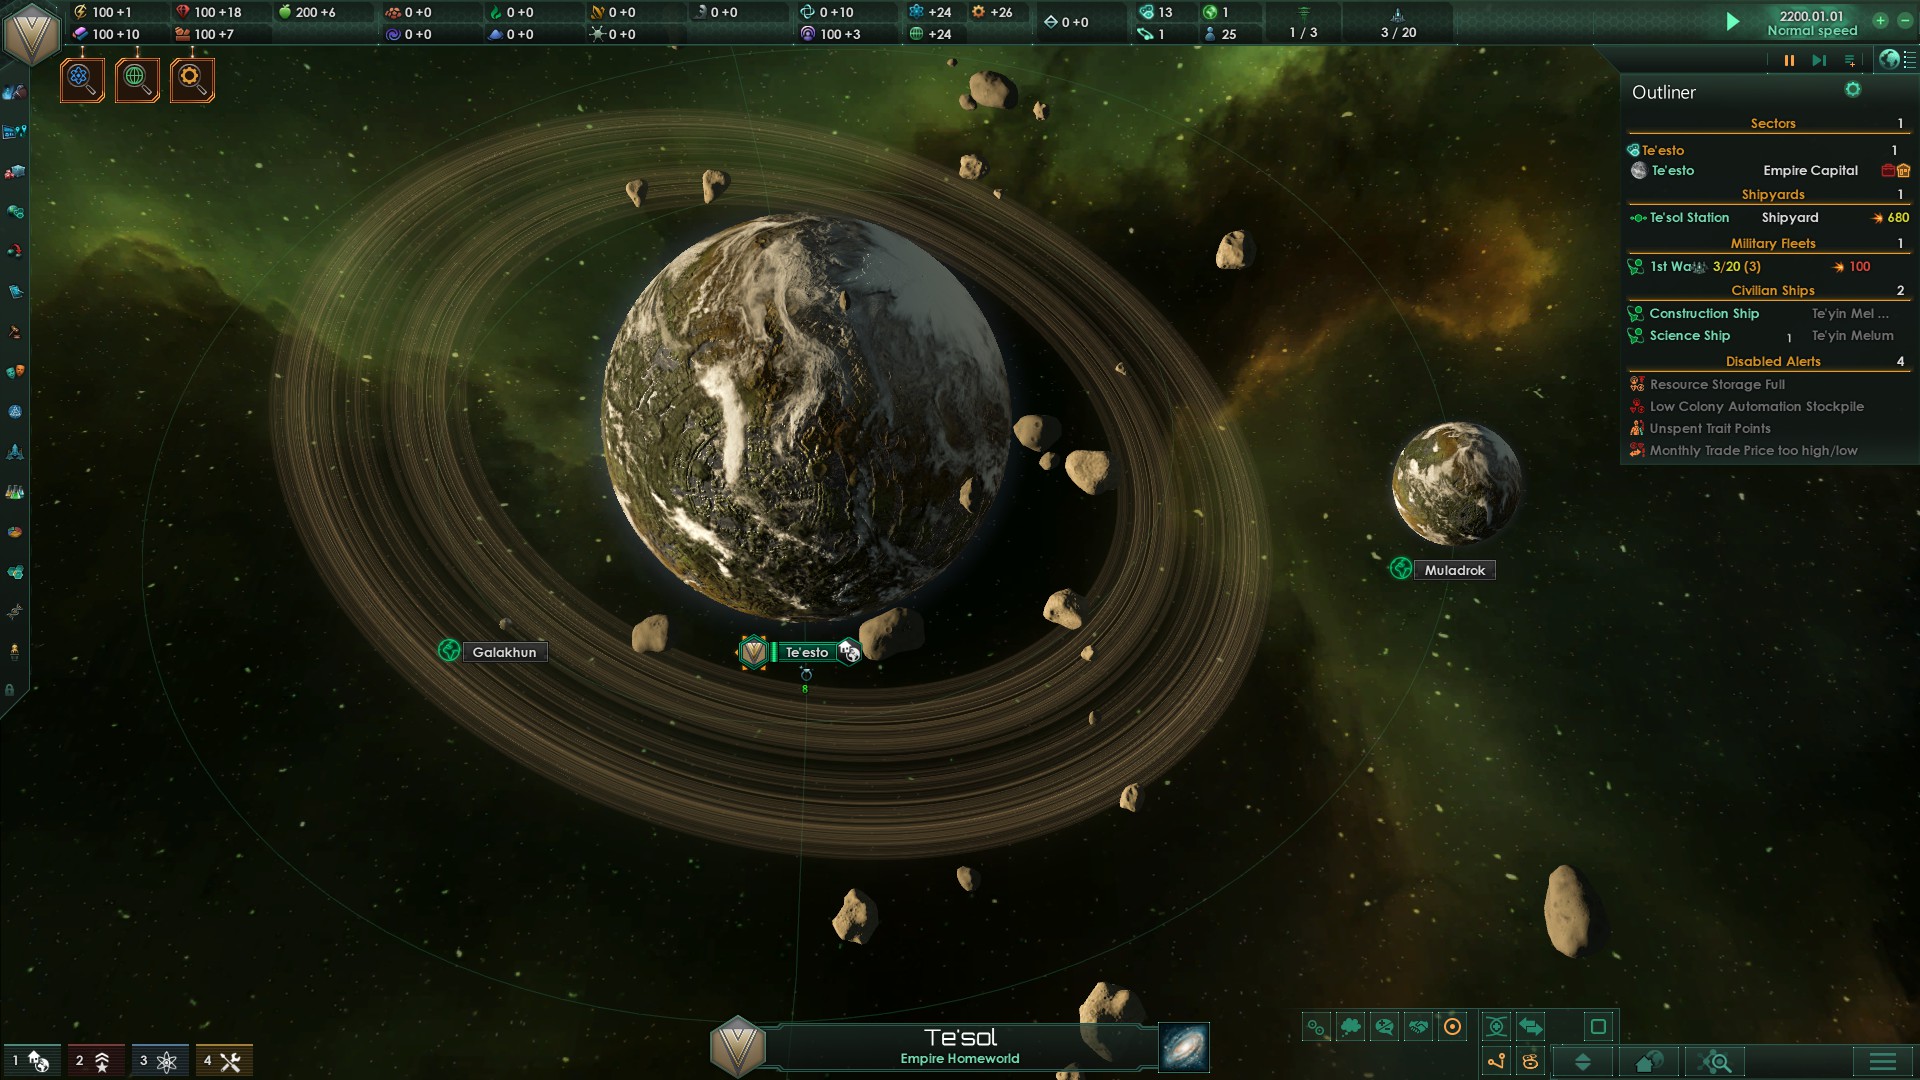 100 +1
100 +18
200 +6
0 +0
0 +0
0 +0
0 +0
0 +10
+24
+26
0 +0
13
1
1 / 3
3 / 20
2200.01.01
Normal speed
100 +10
100 +7
0 +0
0 +0
0 +0
100 +3
+24
1
25
Outliner
Sectors 1
Te'esto 1
Te'esto Empire Capital
Shipyards 1
Te'sol Station Shipyard 680
Military Fleets 1
1st Wa 3/20 (3) 100
Civilian Ships 2
Construction Ship Te'yin Mel ...
Science Ship 1 Te'yin Melum
Disabled Alerts 4
Resource Storage Full
Low Colony Automation Stockpile
Unspent Trait Points
Monthly Trade Price too high/low
Muladrok
Galakhun
Te'esto
8
Te'sol
Empire Homeworld
1
2
3
4